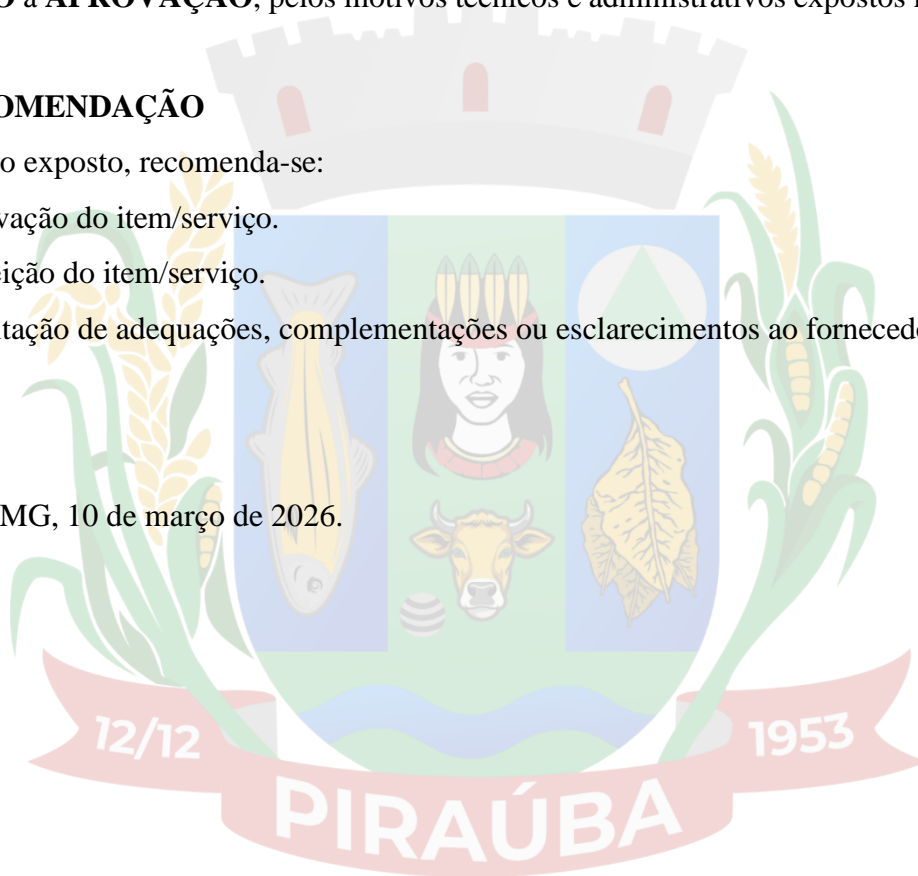 a APROVAÇÃO, pelos motivos técnicos e administrativos expostos
OMENDAÇÃO
o exposto, recomenda-se:
vação do item/serviço.
eição do item/serviço.
tação de adequações, complementações ou esclarecimentos ao fornecedo
MG, 10 de março de 2026.
12/12
1953
PIRAÚBA